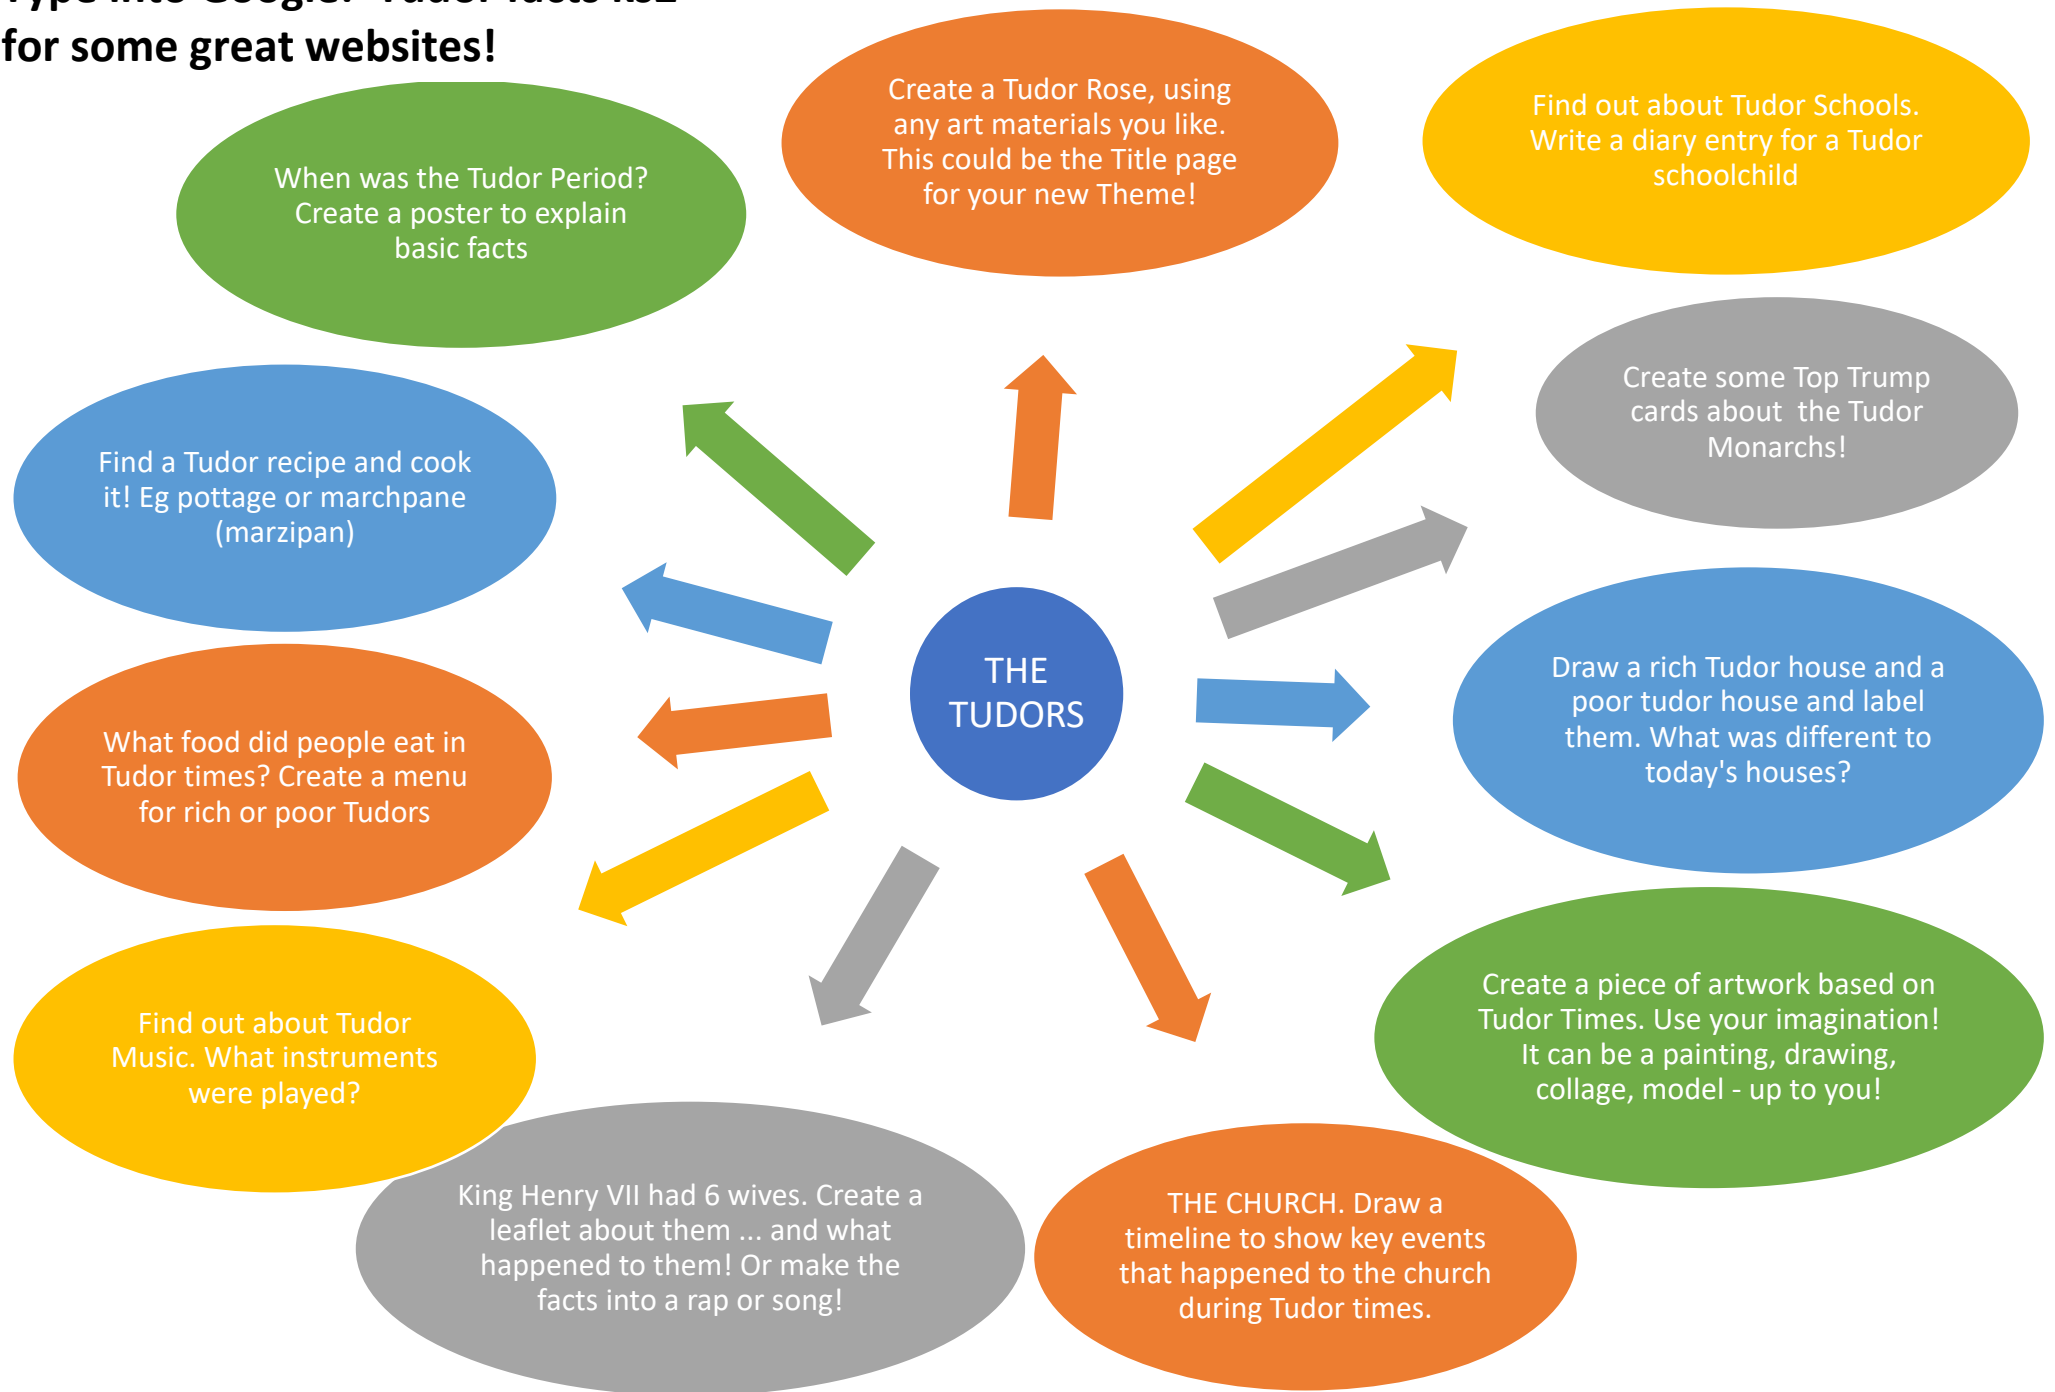 for some great websites!
Create a Tudor Rose, using
any art materials you like.
This could be the Title page
for your new Theme!
Find out about Tudor Schools.
Write a diary entry for a Tudor
schoolchild
When was the Tudor Period?
Create a poster to explain
basic facts
Create some Top Trump
cards about the Tudor
Monarchs!
Find a Tudor recipe and cook
it! Eg pottage or marchpane
(marzipan)
THE
TUDORS
Draw a rich Tudor house and a
poor tudor house and label
them. What was different to
today's houses?
What food did people eat in
Tudor times? Create a menu
for rich or poor Tudors
Create a piece of artwork based on
Tudor Times. Use your imagination!
It can be a painting, drawing,
collage, model - up to you!
Find out about Tudor
Music. What instruments
were played?
King Henry VII had 6 wives. Create a
leaflet about them ... and what
happened to them! Or make the
facts into a rap or song!
THE CHURCH. Draw a
timeline to show key events
that happened to the church
during Tudor times.